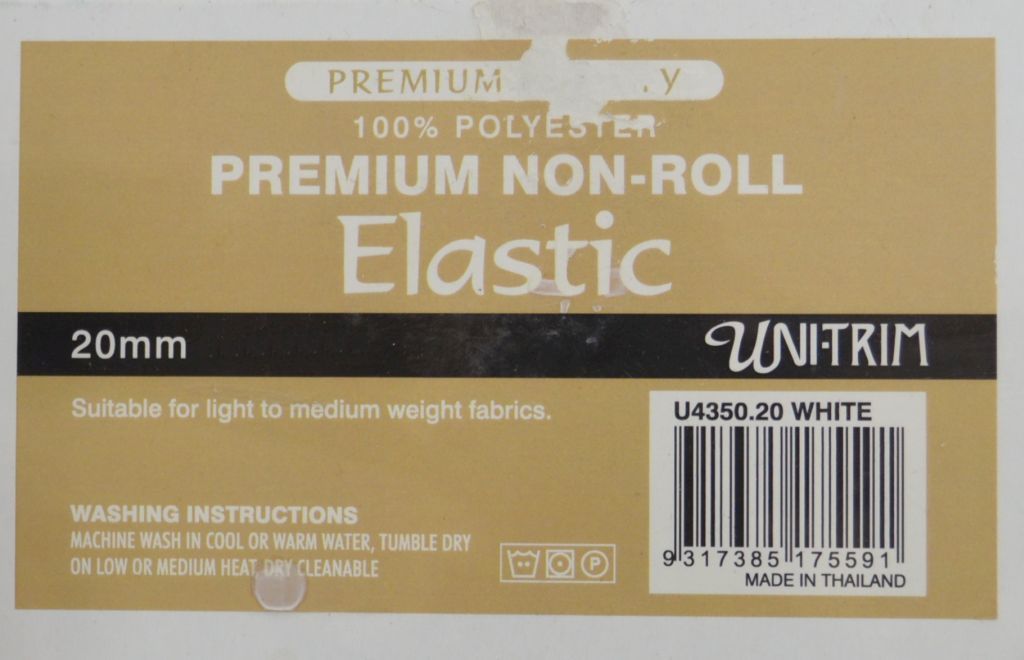 PREMIUM
100% POLYESTER
PREMIUM NON-ROLL
Elastic
20mm
UNI-TRIM
Suitable for light to medium weight fabrics.
U4350.20 WHITE
WASHING INSTRUCTIONS
MACHINE WASH IN COOL OR WARM WATER, TUMBLE DRY
ON LOW OR MEDIUM HEAT, DRY CLEANABLE
P
9 317385 175591
MADE IN THAILAND